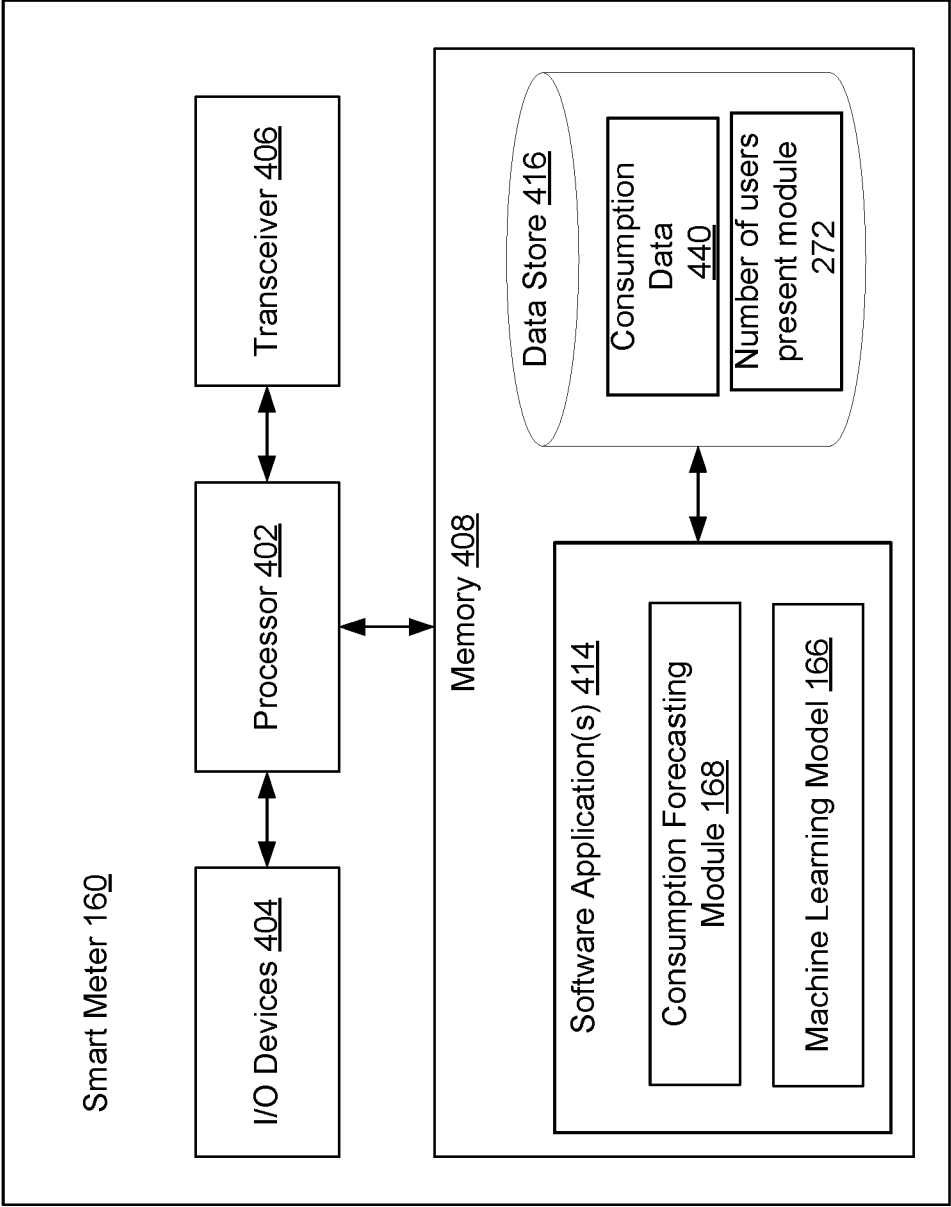 Smart Meter 160
I/O Devices 404
Processor 402
Transceiver 406
Memory 408
Software Application(s) 414
Consumption Forecasting
Module 168
Machine Learning Model 166
Data Store 416
Consumption
Data
440
Number of users
present module
272